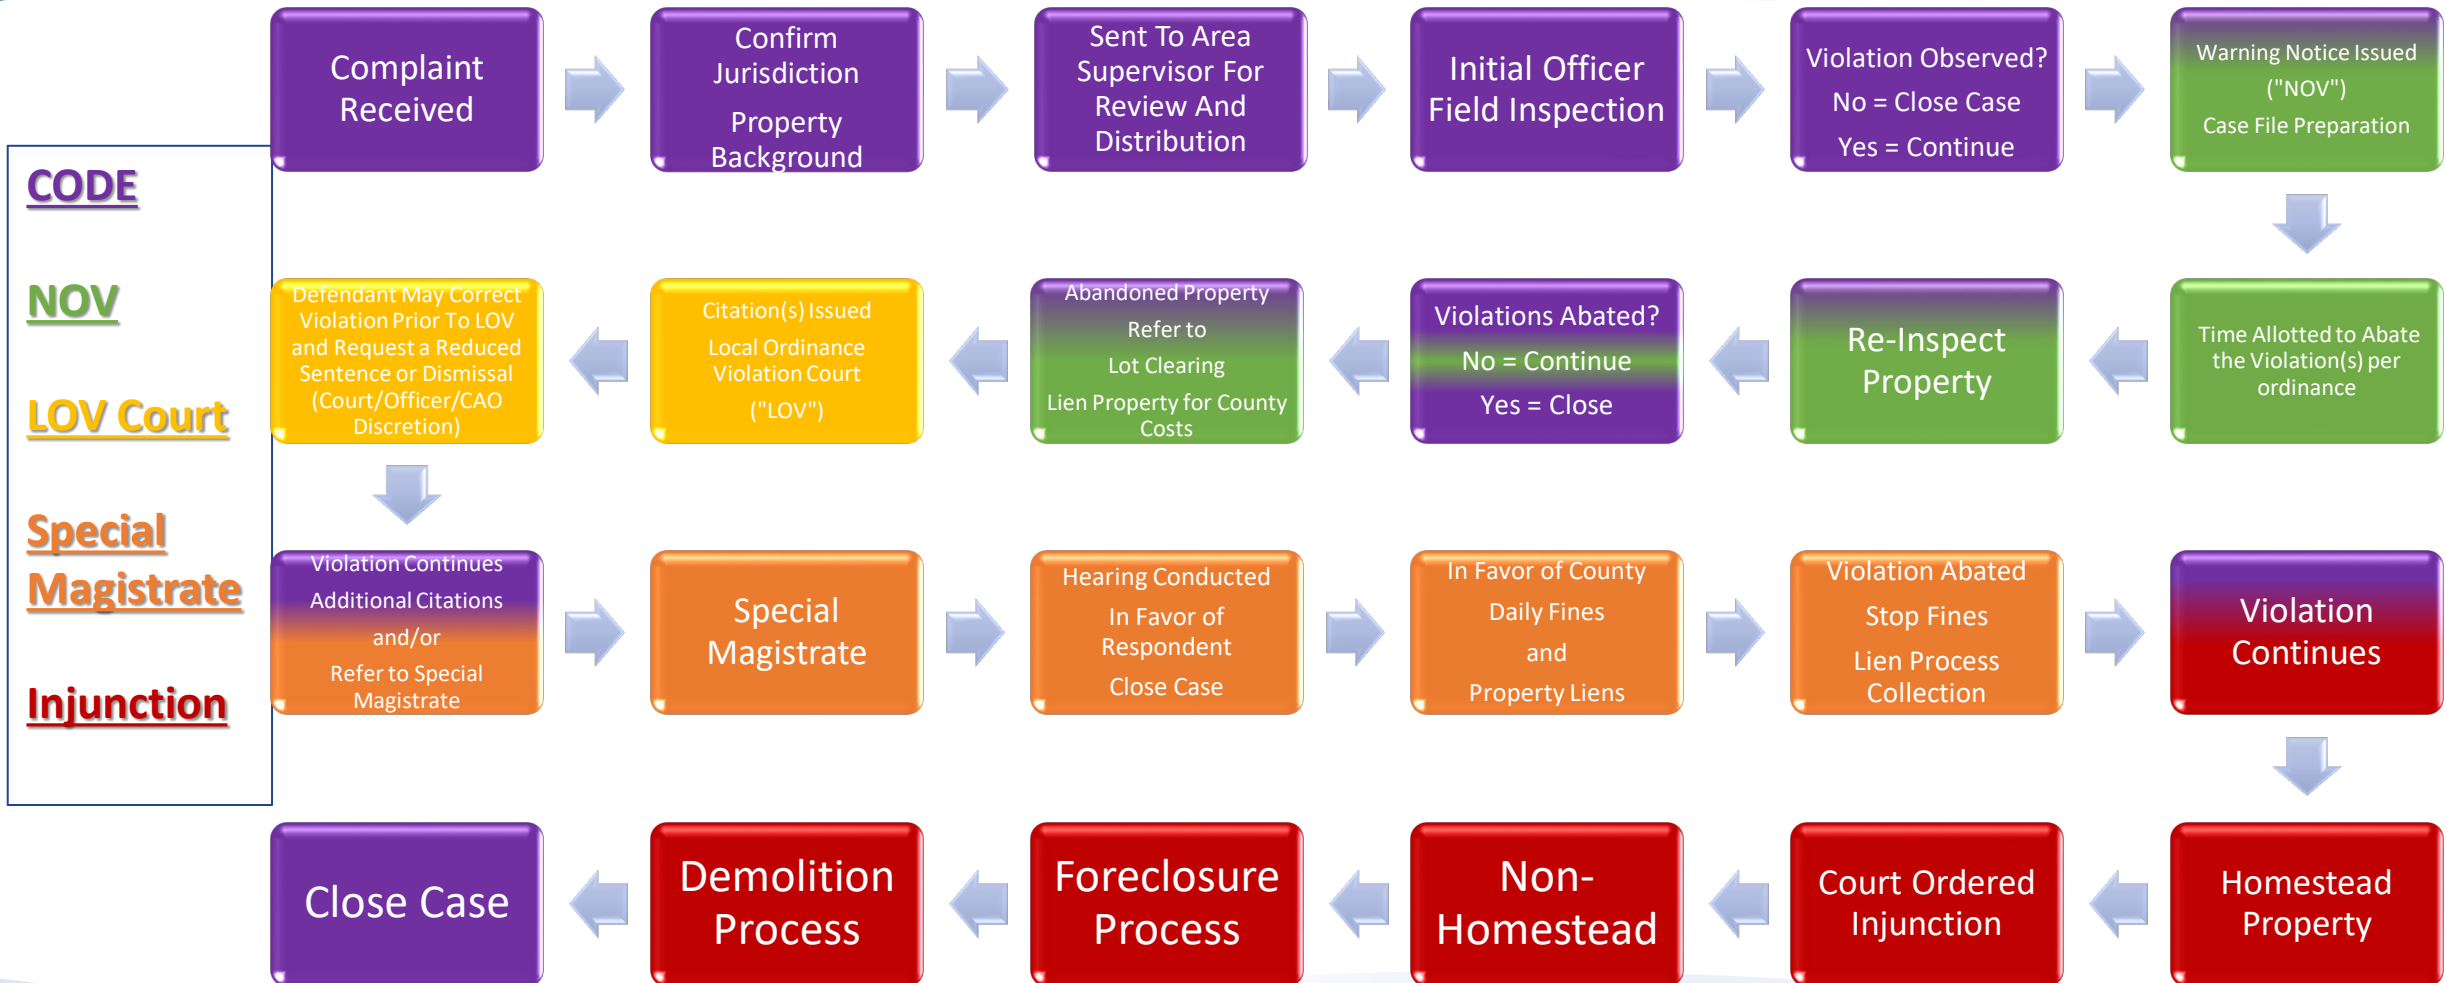 CODE
NOV
LOV Court
Special
Magistrate
Injunction
Complaint
Received
Confirm
Jurisdiction
Property
Background
Sent To Area
Supervisor For
Review And
Distribution
Initial Officer
Field Inspection
Violation Observed?
No = Close Case
Yes = Continue
Warning Notice Issued
("NOV")
Case File Preparation
Time Allotted to Abate
the Violation(s) per
ordinance
Re-Inspect
Property
Violations Abated?
No = Continue
Yes = Close
Abandoned Property
Refer to
Lot Clearing
Lien Property for County
Costs
Citation(s) Issued
Local Ordinance
Violation Court
("LOV")
Defendant May Correct
Violation Prior To LOV
and Request a Reduced
Sentence or Dismissal
(Court/Officer/CAO
Discretion)
Violation Continues
Additional Citations
and/or
Refer to Special
Magistrate
Special
Magistrate
Hearing Conducted
In Favor of
Respondent
Close Case
In Favor of County
Daily Fines
and
Property Liens
Violation Abated
Stop Fines
Lien Process
Collection
Violation
Continues
Homestead
Property
Court Ordered
Injunction
Non-
Homestead
Foreclosure
Process
Demolition
Process
Close Case